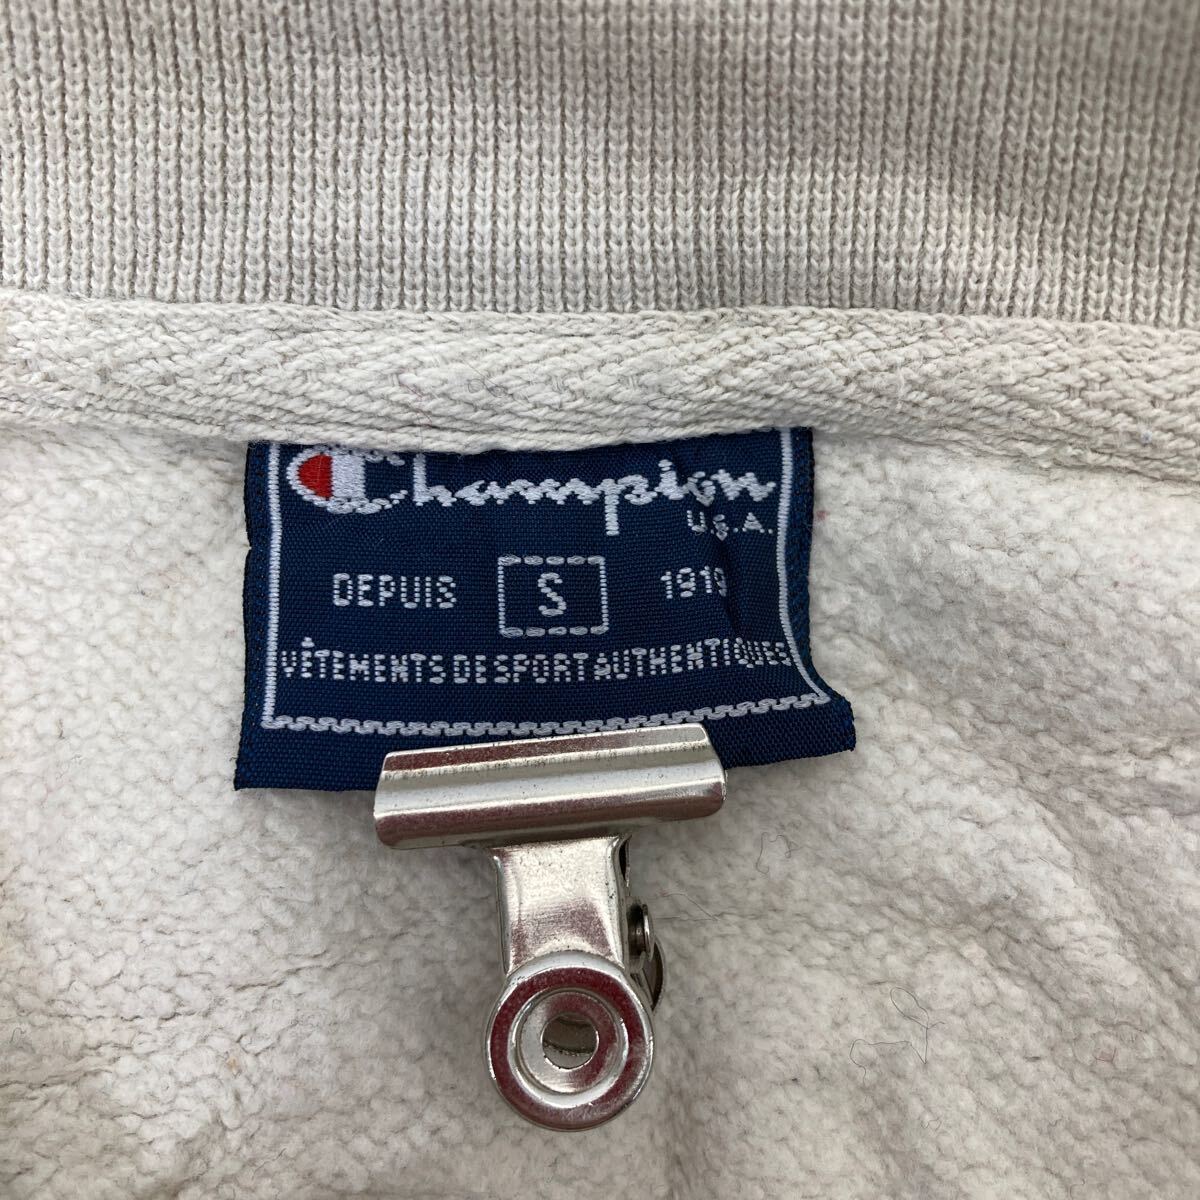 Champion
U.S.A.
DEPUIS S 1919
VÊTEMENTS DE SPORT AUTHENTIQUES